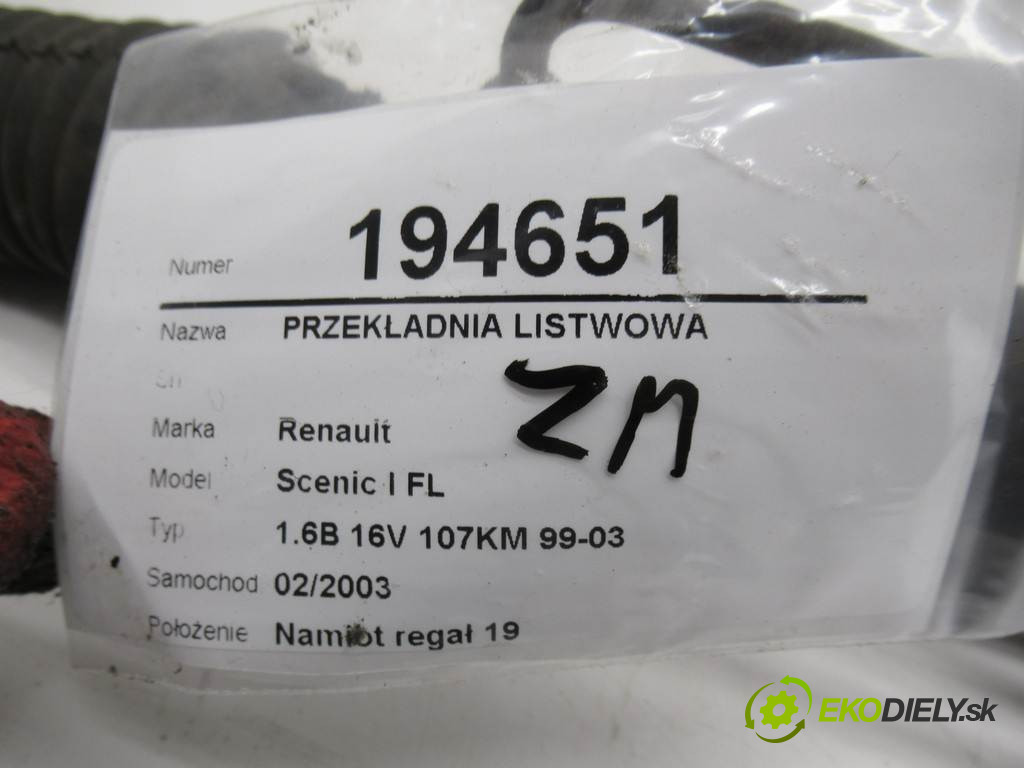 Numer 194651
Nazwa PRZEKŁADNIA LISTWOWA
ZM
Marka Renault
Model Scenic I FL
Typ 1.6B 16V 107KM 99-03
Samochod 02/2003
Położenie Namiot regał 19
EKODIELY.sk